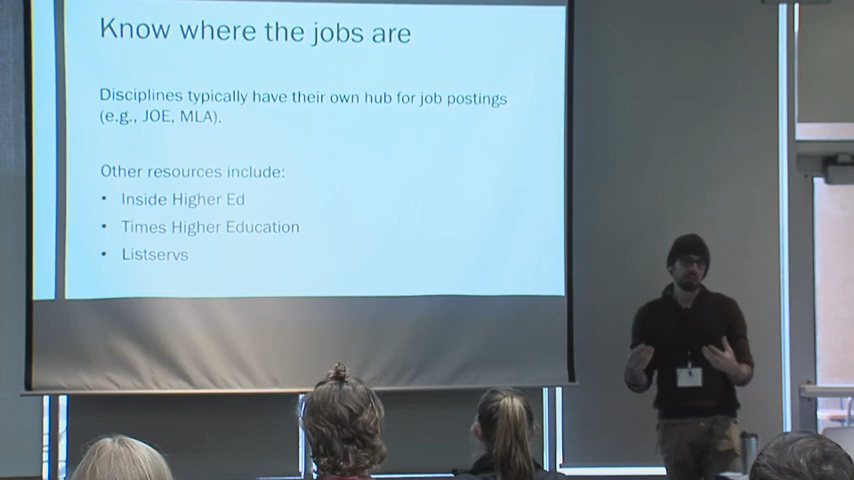 Know where the jobs are
Disciplines typically have their own hub for job postings
(e.g., JOE, MLA).
Other resources include:
• Inside Higher Ed
• Times Higher Education
• Listservs